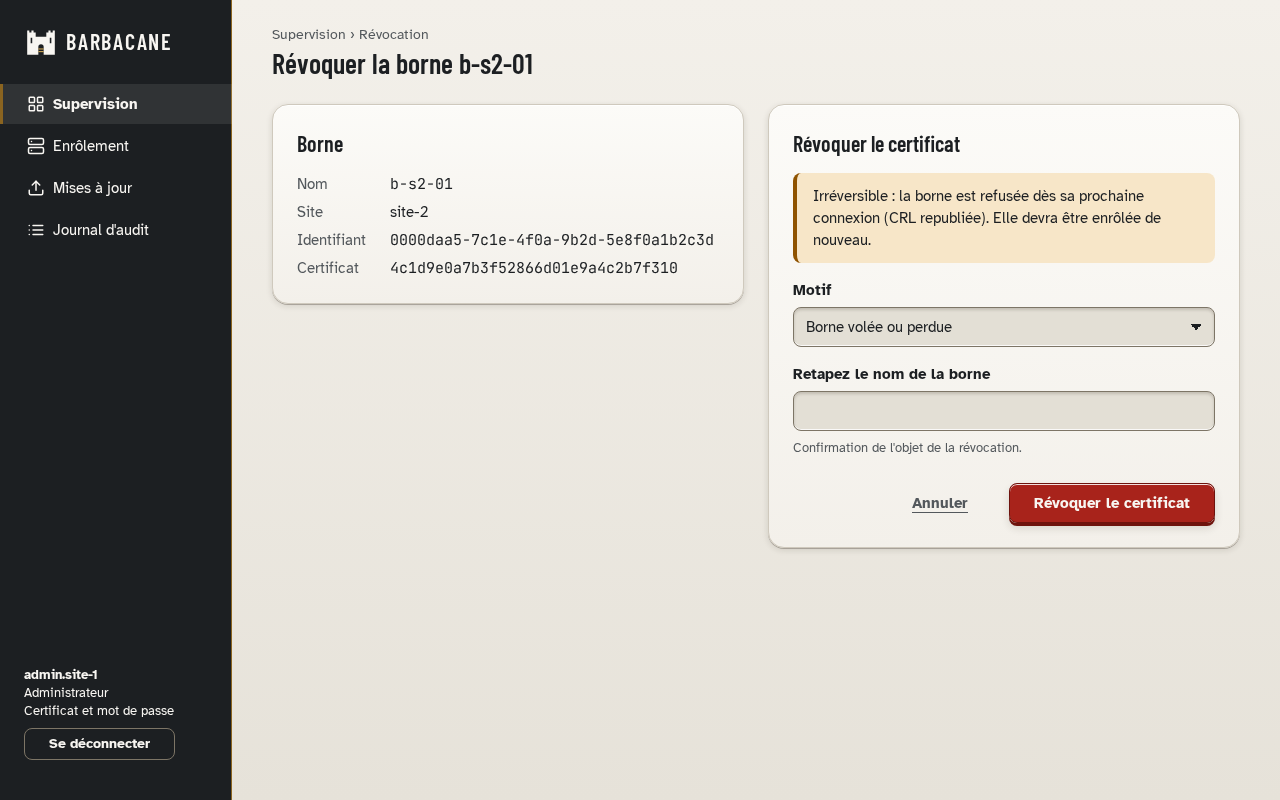 BARBACANE
Supervision
Enrôlement
Mises à jour
Journal d'audit
admin.site-1
Administrateur
Certificat et mot de passe
Se déconnecter
Supervision › Révocation
Révoquer la borne b-s2-01
Borne
Nom b-s2-01
Site site-2
Identifiant 0000daa5-7c1e-4f0a-9b2d-5e8f0a1b2c3d
Certificat 4c1d9e0a7b3f52866d01e9a4c2b7f310
Révoquer le certificat
Irréversible : la borne est refusée dès sa prochaine
connexion (CRL republiée). Elle devra être enrôlée de
nouveau.
Motif
Borne volée ou perdue
Retapez le nom de la borne
Confirmation de l'objet de la révocation.
Annuler
Révoquer le certificat